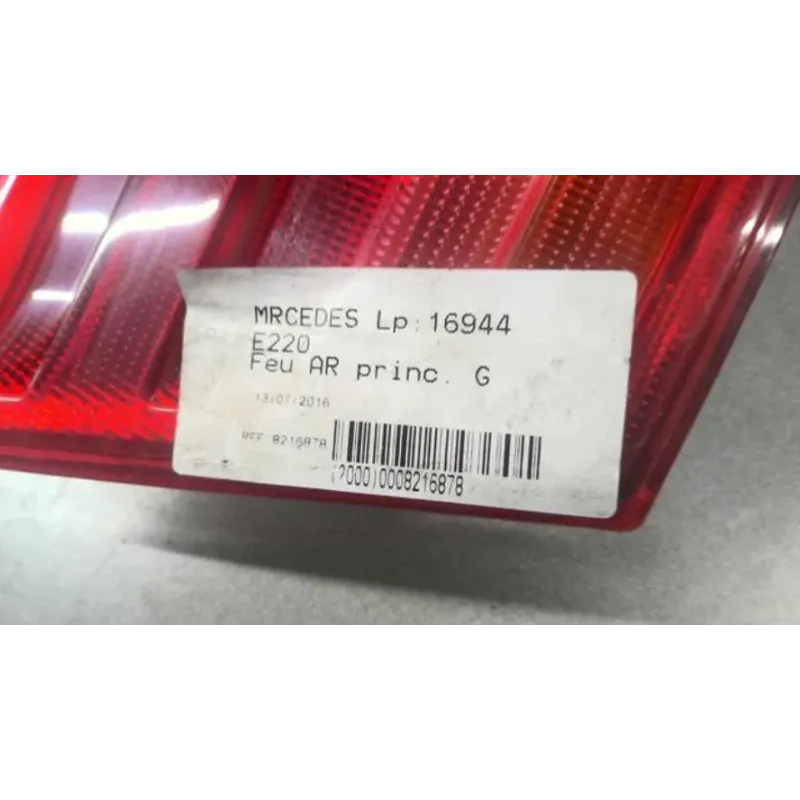 MRCEDES Lp:16944
E220
Feu AR princ. G
13/07/2016
REF 8216878
(2000)0008216878